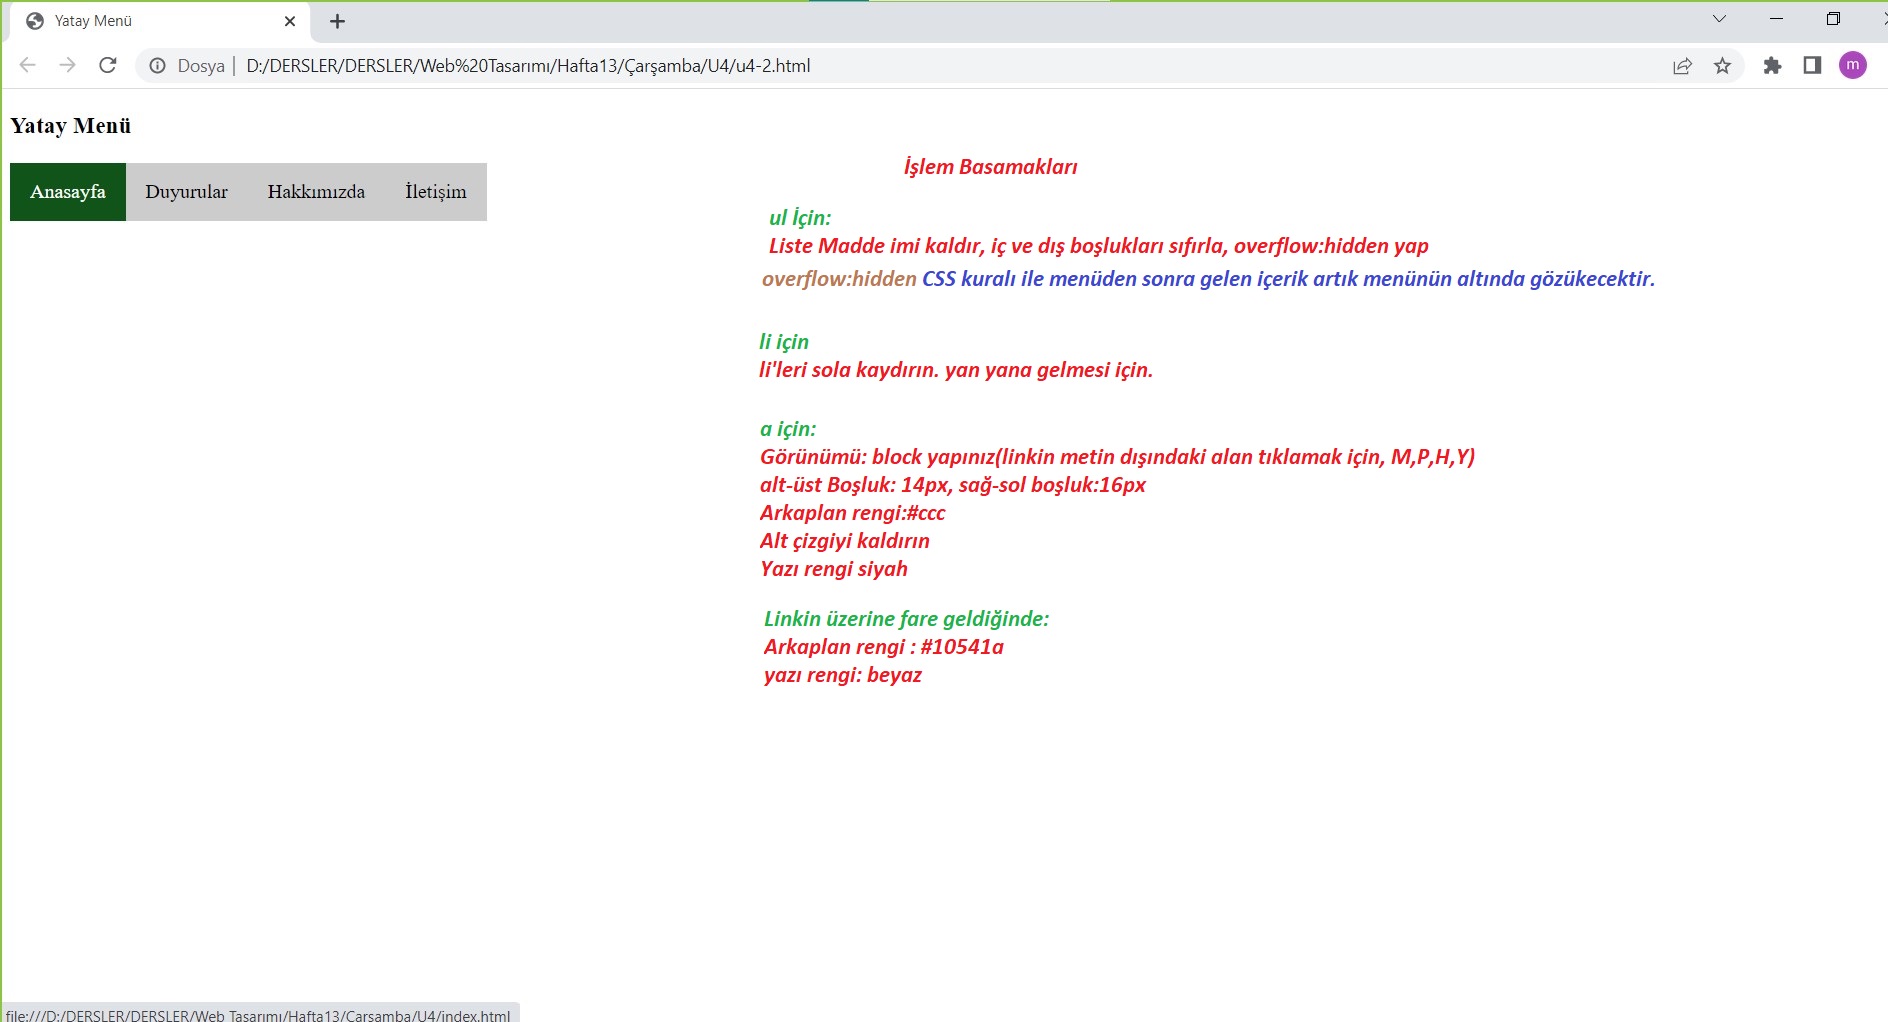 Yatay Menü
Dosya | D:/DERSLER/DERSLER/Web%20Tasarımı/Hafta13/Çarşamba/U4/u4-2.html
m
Yatay Menü
Anasayfa Duyurular Hakkımızda İletişim
İşlem Basamakları
ul İçin:
Liste Madde imi kaldır, iç ve dış boşlukları sıfırla, overflow:hidden yap
overflow:hidden CSS kuralı ile menüden sonra gelen içerik artık menünün altında gözükecektir.
li için
li'leri sola kaydırın. yan yana gelmesi için.
a için:
Görünümü: block yapınız(linkin metin dışındaki alan tıklamak için, M,P,H,Y)
alt-üst Boşluk: 14px, sağ-sol boşluk:16px
Arkaplan rengi:#ccc
Alt çizgiyi kaldırın
Yazı rengi siyah
Linkin üzerine fare geldiğinde:
Arkaplan rengi : #10541a
yazı rengi: beyaz
file:///D:/DERSLER/DERSLER/Web Tasarımı/Hafta13/Çarşamba/U4/index.html